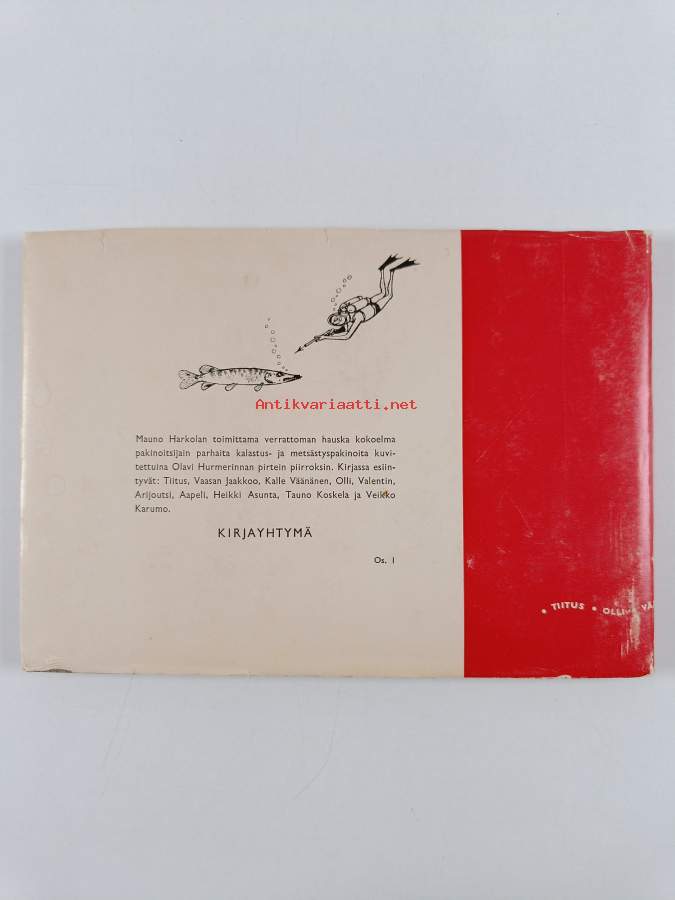 Antikvariaatti.net
Mauno Harkolan toimittama verrattoman hauska kokoelma
pakinoitsijain parhaita kalastus- ja metsästyspakinoita kuvi-
tettuina Olavi Hurmerinnan pirtein piirroksin. Kirjassa esiin-
tyvät: Tiitus, Vaasan Jaakkoo, Kalle Väänänen, Olli, Valentin,
Arijoutsi, Aapeli, Heikki Asunta, Tauno Koskela ja Veikko
Karumo.
KIRJAYHTYMÄ
Os. 1
• TIITUS • OLLI • VÄ